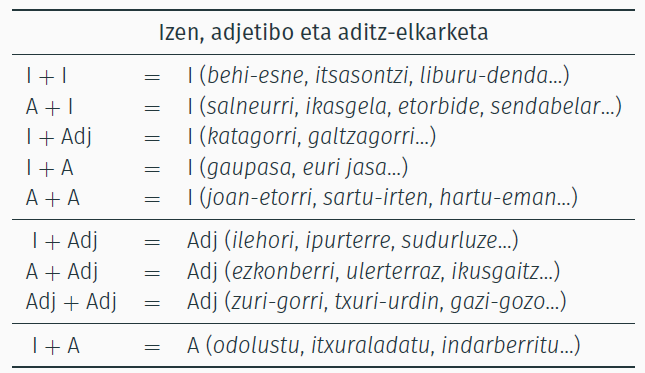 Izen, adjetibo eta aditz-elkarketa
I + I = I (behi-esne, itsasontzi, liburu-denda...)
A + I = I (salneurri, ikasgela, etorbide, sendabelar...)
I + Adj = I (katagorri, galtzagorri...)
I + A = I (gaupasa, euri jasa...)
A + A = I (joan-etorri, sartu-irten, hartu-eman...)
I + Adj = Adj (ilehori, ipurterre, sudurluze...)
A + Adj = Adj (ezkonberri, ulerterraz, ikusgaitz...)
Adj + Adj = Adj (zuri-gorri, txuri-urdin, gazi-gozo...)
I + A = A (odolustu, itxuraladatu, indarberritu...)